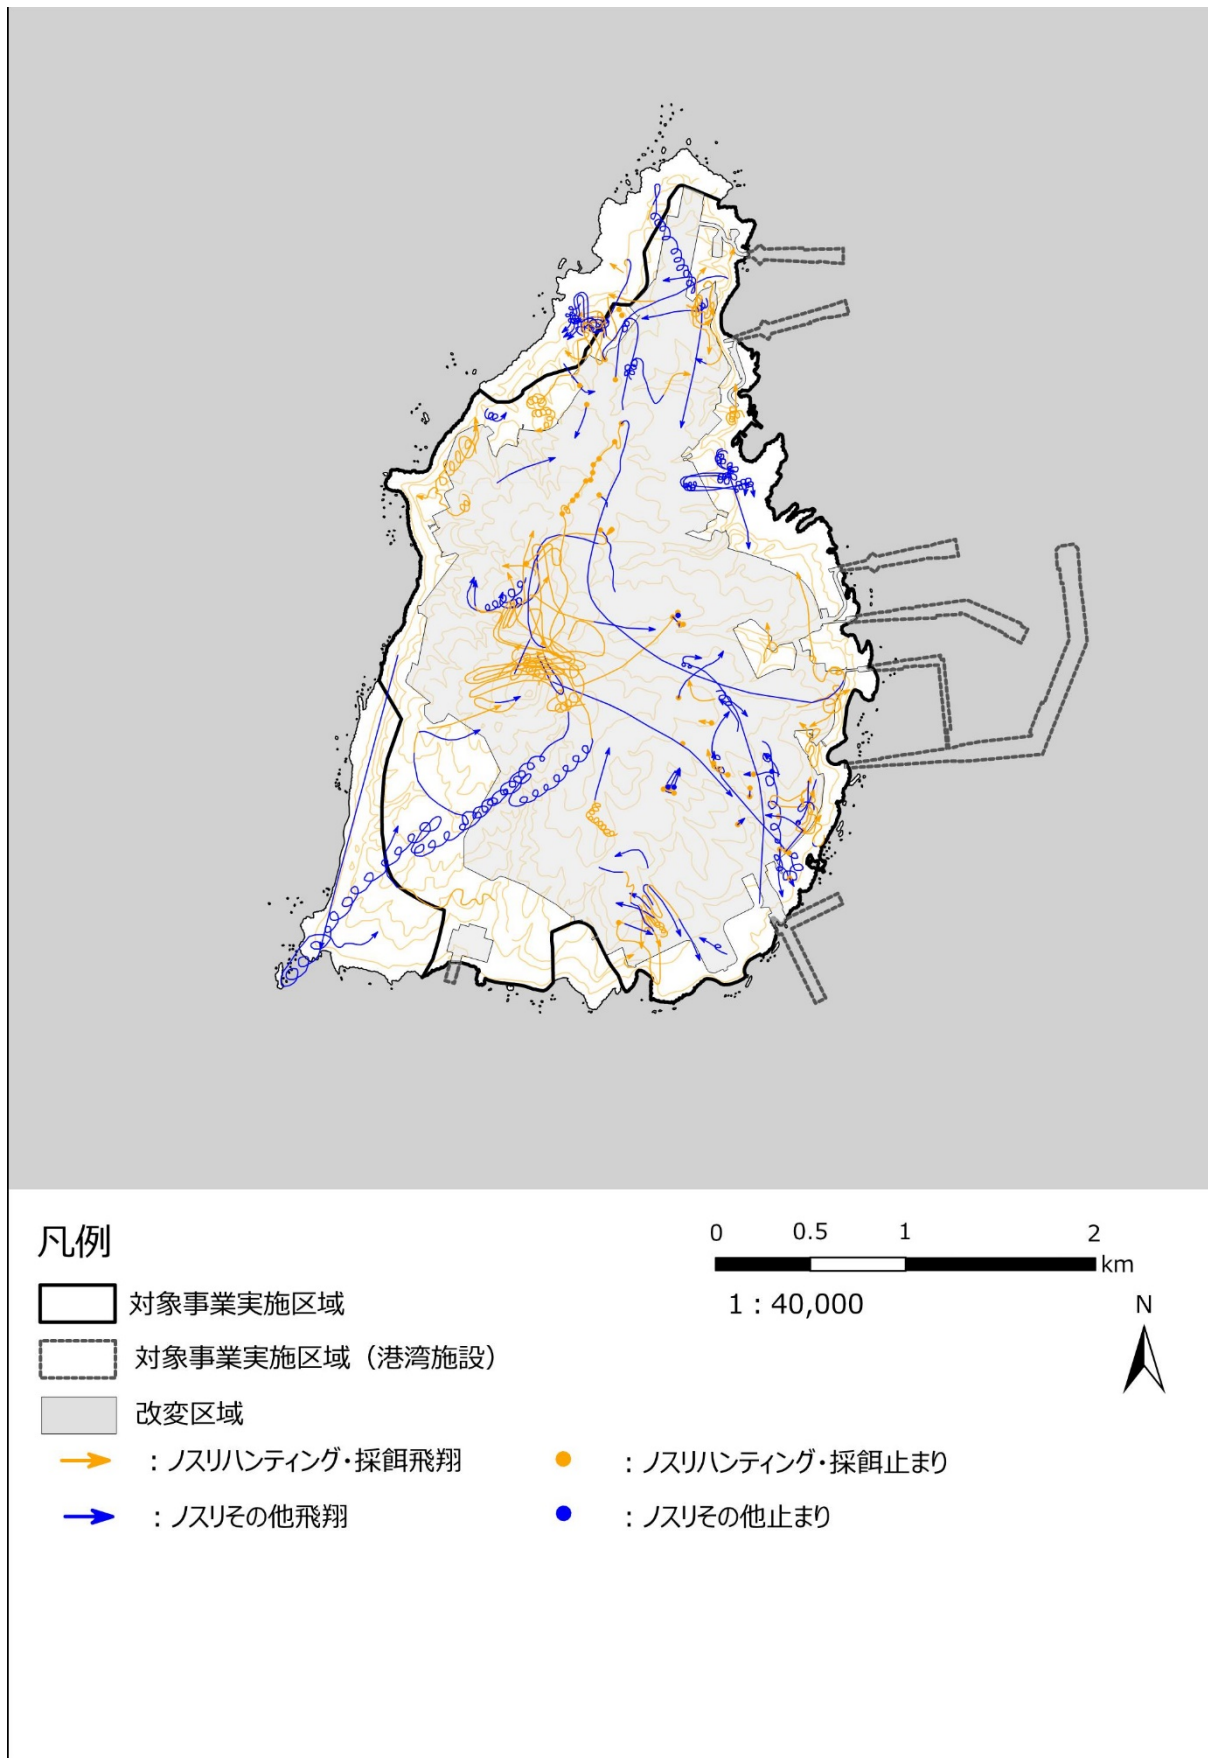 凡例
0 0.5 1 2
km
1：40,000
N
対象事業実施区域
対象事業実施区域（港湾施設）
改変区域
：ノスリハンティング・採餌飛翔
：ノスリハンティング・採餌止まり
：ノスリその他飛翔
：ノスリその他止まり